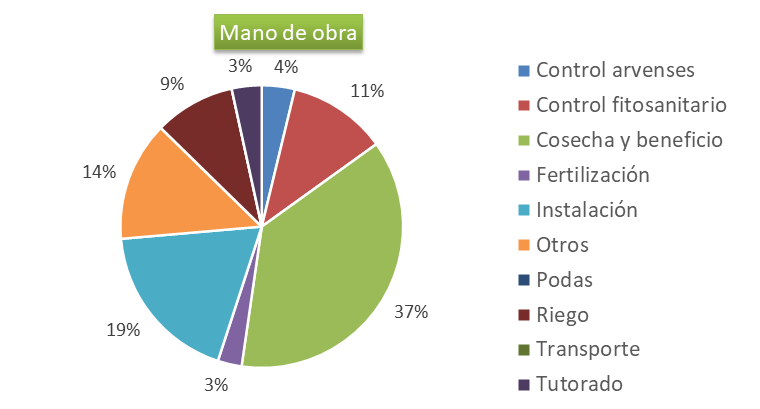 Mano de obra
3%
4%
9%
11%
14%
37%
19%
3%
Control arvenses
Control fitosanitario
Cosecha y beneficio
Fertilización
Instalación
Otros
Podas
Riego
Transporte
Tutorado